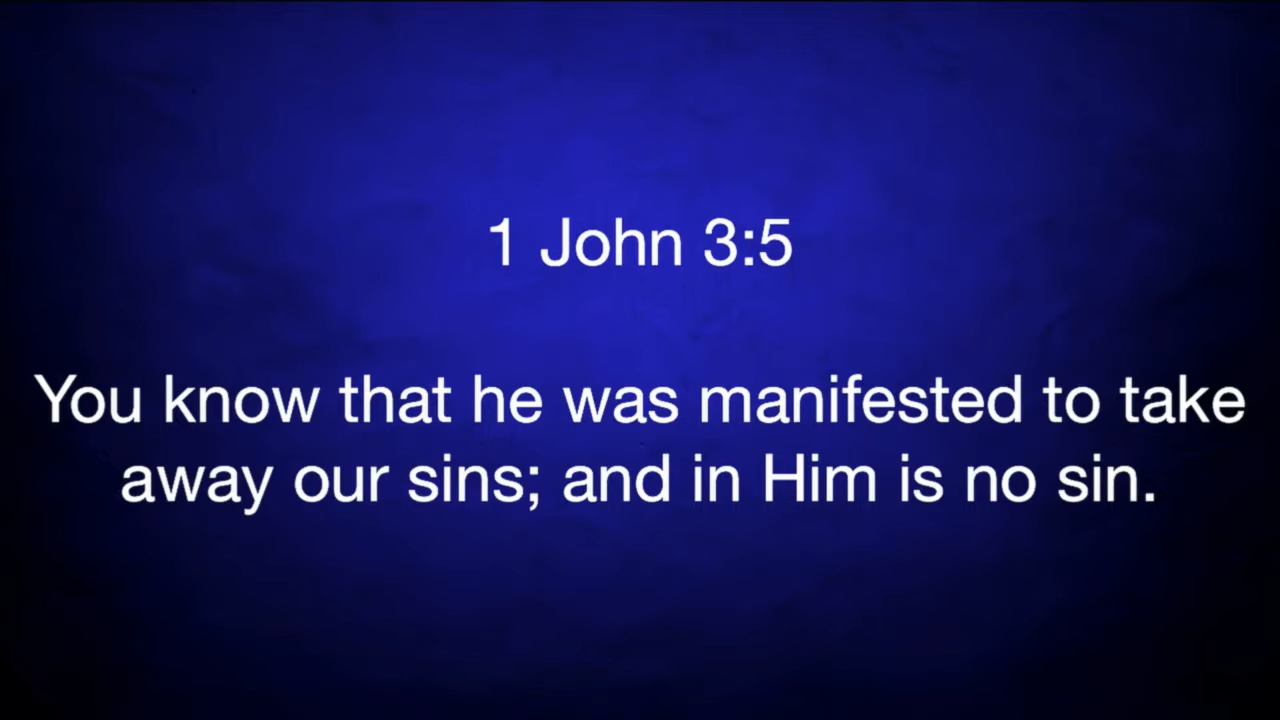 1 John 3:5
You know that he was manifested to take
away our sins; and in Him is no sin.